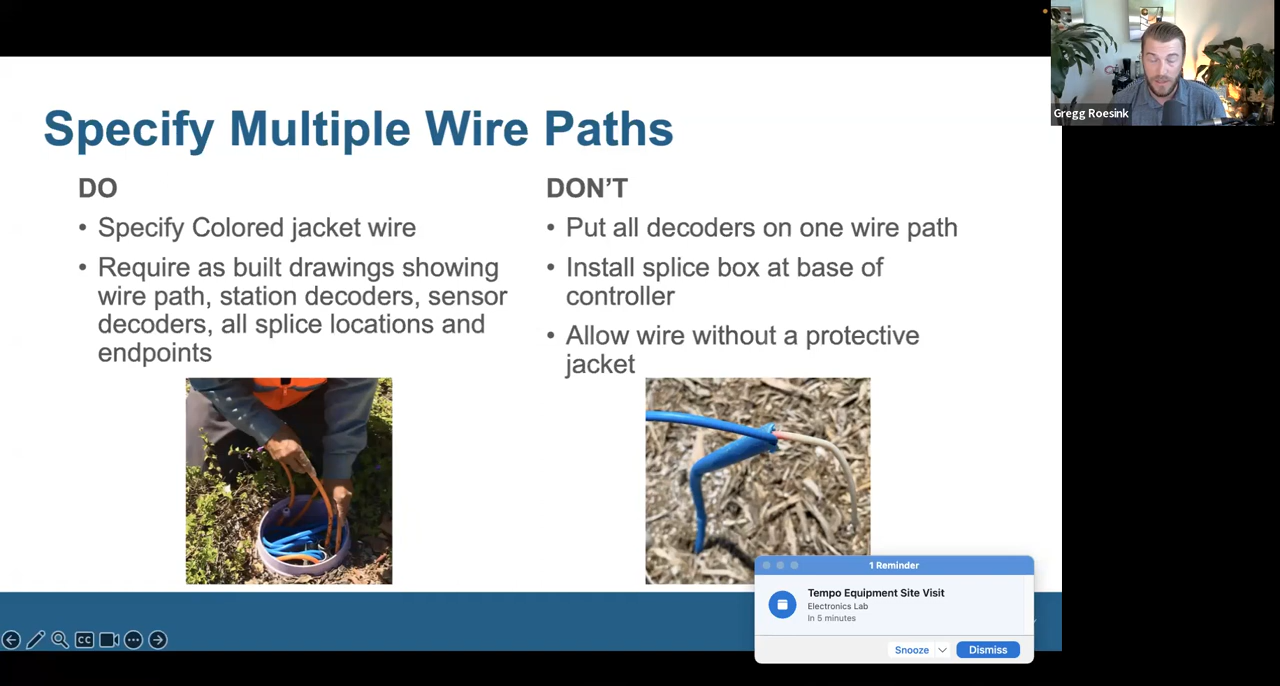 Gregg Roesink
Specify Multiple Wire Paths
DO
• Specify Colored jacket wire
• Require as built drawings showing
wire path, station decoders, sensor
decoders, all splice locations and
endpoints
DON'T
• Put all decoders on one wire path
• Install splice box at base of
controller
• Allow wire without a protective
jacket
1 Reminder
Tempo Equipment Site Visit
Electronics Lab
In 5 minutes
Snooze
Dismiss
CC